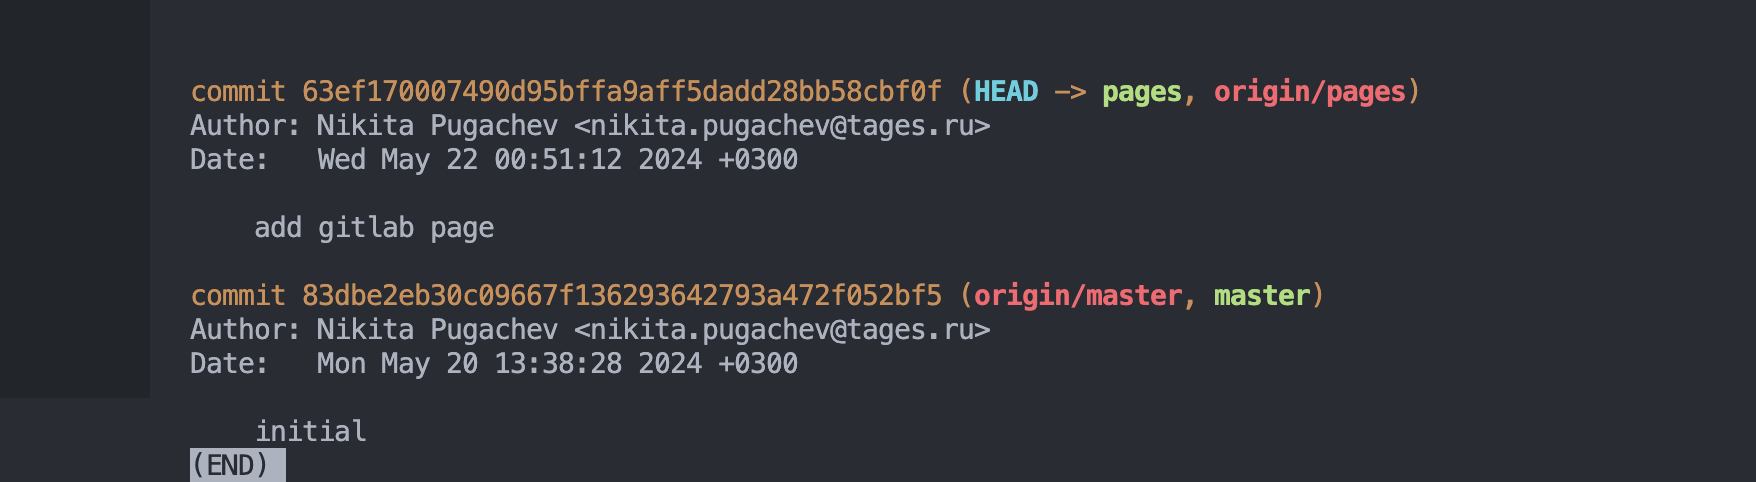 commit 63ef170007490d95bffa9aff5dadd28bb58cbf0f (HEAD -> pages, origin/pages)
Author: Nikita Pugachev <nikita.pugachev@tages.ru>
Date:   Wed May 22 00:51:12 2024 +0300
add gitlab page
commit 83dbe2eb30c09667f136293642793a472f052bf5 (origin/master, master)
Author: Nikita Pugachev <nikita.pugachev@tages.ru>
Date:   Mon May 20 13:38:28 2024 +0300
initial
(END)